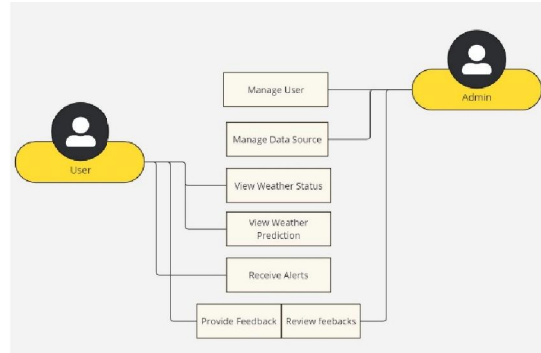 Manage User
Admin
Manage Data Source
User
View Weather Status
View Weather
Prediction
Receive Alerts
Provide Feedback
Review feebacks